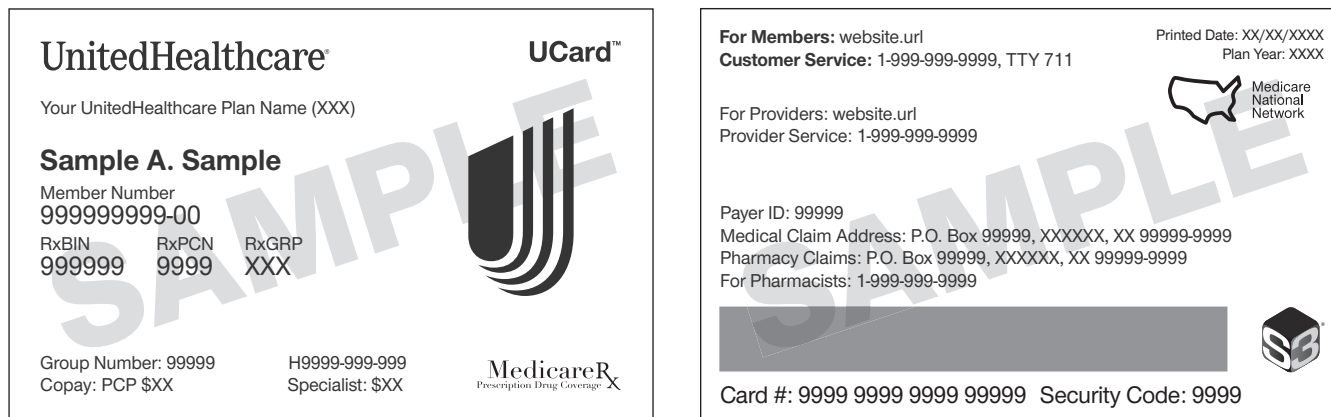 UnitedHealthcare®
UCard™
Your UnitedHealthcare Plan Name (XXX)
Sample A. Sample
Member Number
999999999-00
RxBIN RxPCN RxGRP
999999 9999 XXX
Group Number: 99999 H9999-999-999
Copay: PCP $XX Specialist: $XX
MedicareRx
Prescription Drug Coverage
SAMPLE
For Members: website.url
Customer Service: 1-999-999-9999, TTY 711
Printed Date: XX/XX/XXXX
Plan Year: XXXX
Medicare
National
Network
For Providers: website.url
Provider Service: 1-999-999-9999
Payer ID: 99999
Medical Claim Address: P.O. Box 99999, XXXXXX, XX 99999-9999
Pharmacy Claims: P.O. Box 99999, XXXXXX, XX 99999-9999
For Pharmacists: 1-999-999-9999
S3
Card #: 9999 9999 9999 99999 Security Code: 9999
SAMPLE